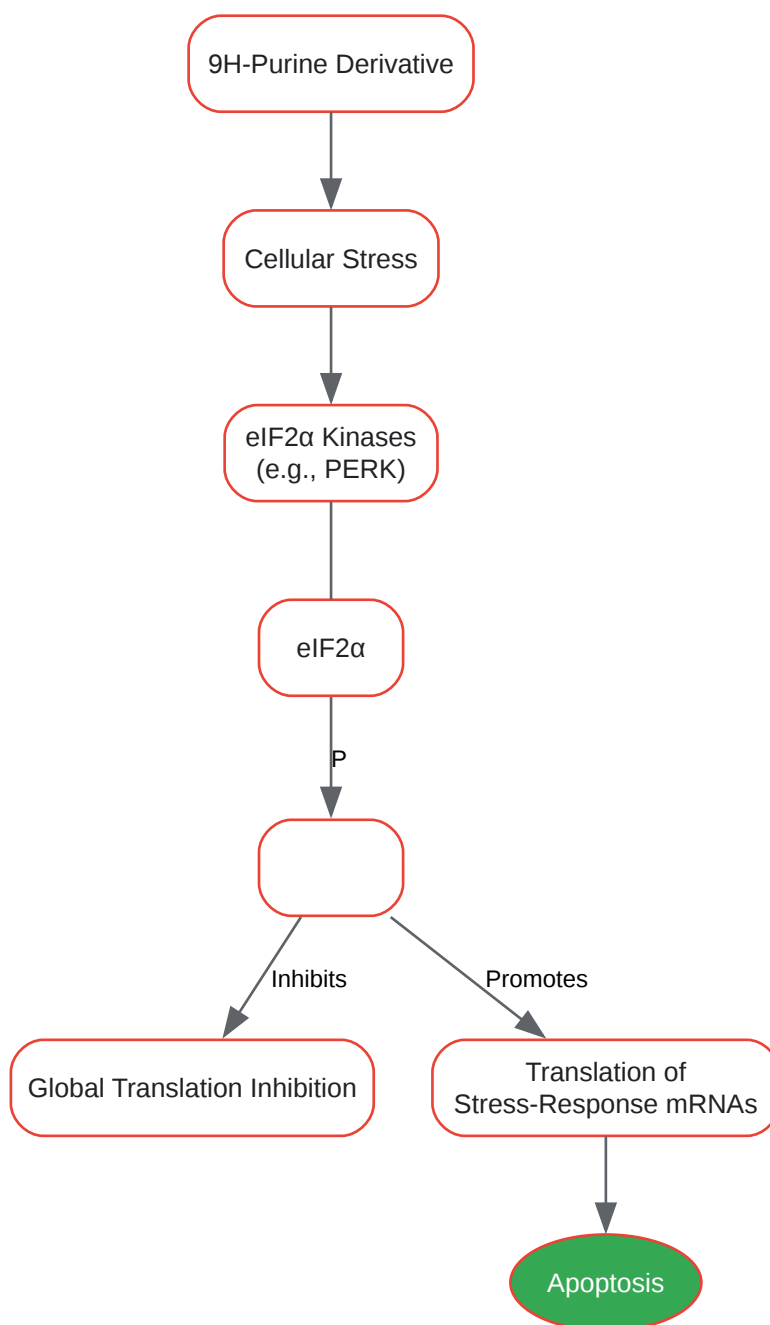 9H-Purine Derivative
Cellular Stress
eIF2α Kinases
(e.g., PERK)
eIF2α
P
Inhibits
Promotes
Global Translation Inhibition
Translation of
Stress-Response mRNAs
Apoptosis